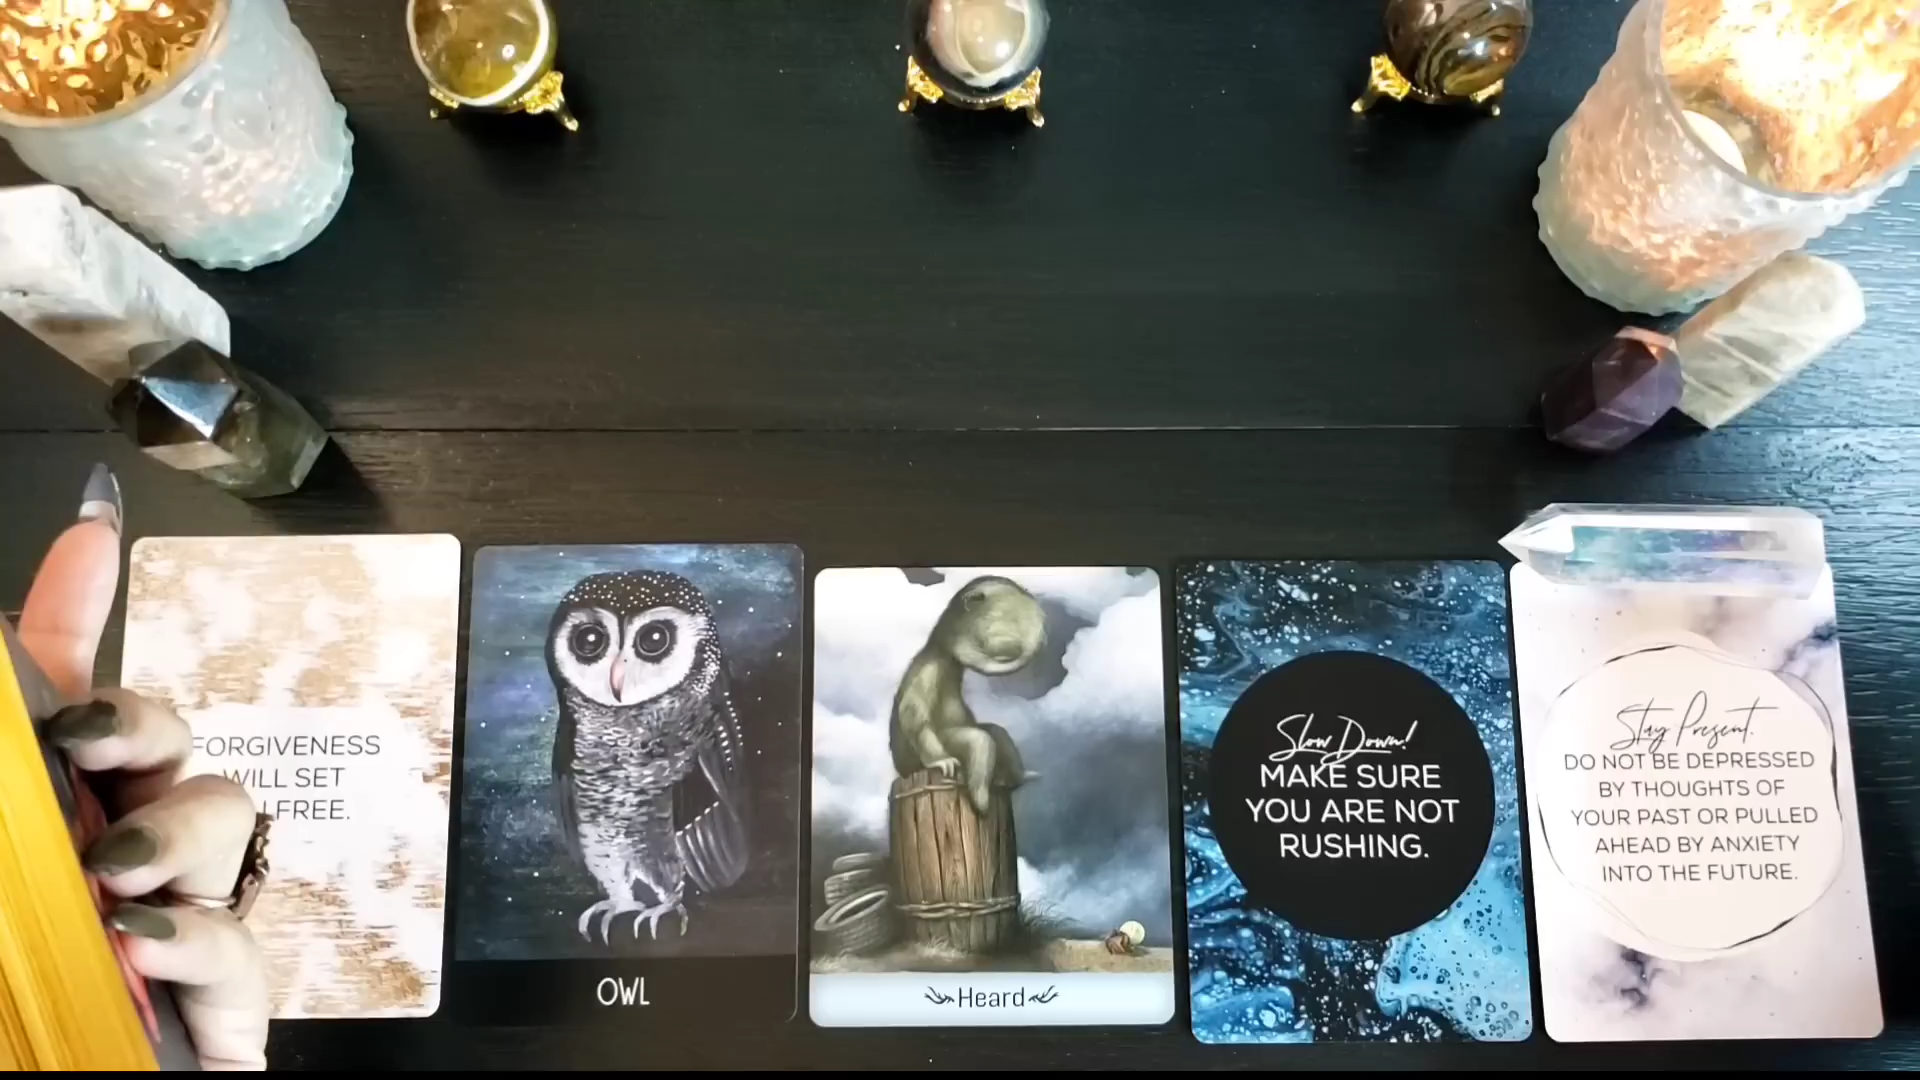 FORGIVENESS
WILL SET
FREE.
OWL
Heard
Slow Down!
MAKE SURE
YOU ARE NOT
RUSHING.
Stay Present.
DO NOT BE DEPRESSED
BY THOUGHTS OF
YOUR PAST OR PULLED
AHEAD BY ANXIETY
INTO THE FUTURE.